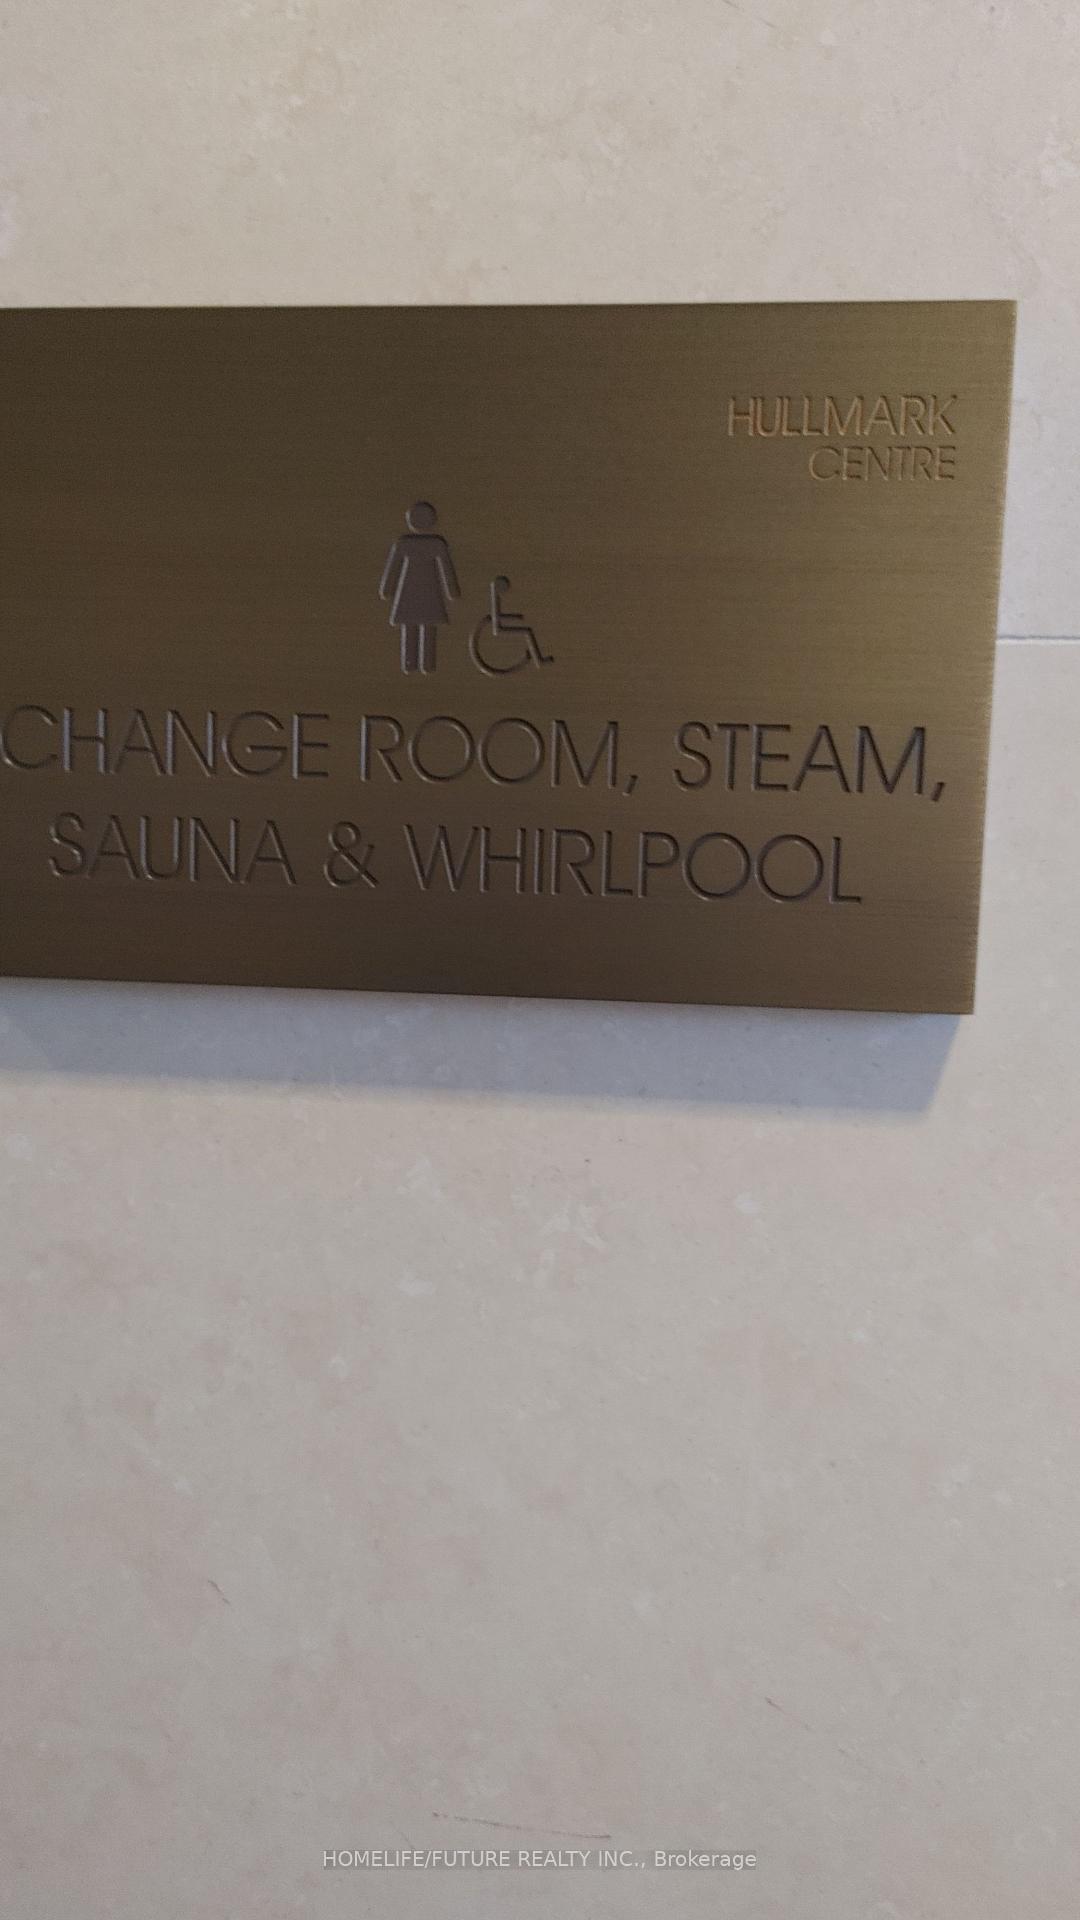 HULLMARK
CENTRE
CHANGE ROOM, STEAM,
SAUNA & WHIRLPOOL
HOMELIFE/FUTURE REALTY INC., Brokerage